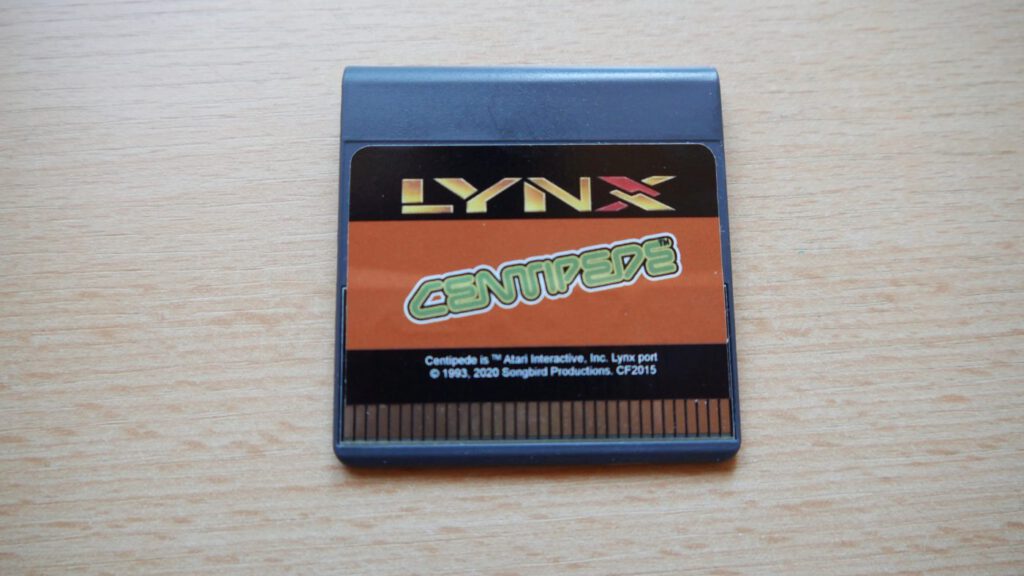 LYNX
CENTIPEDE™
Centipede is ™ Atari Interactive, Inc. Lynx port
© 1993, 2020 Songbird Productions. CF2015